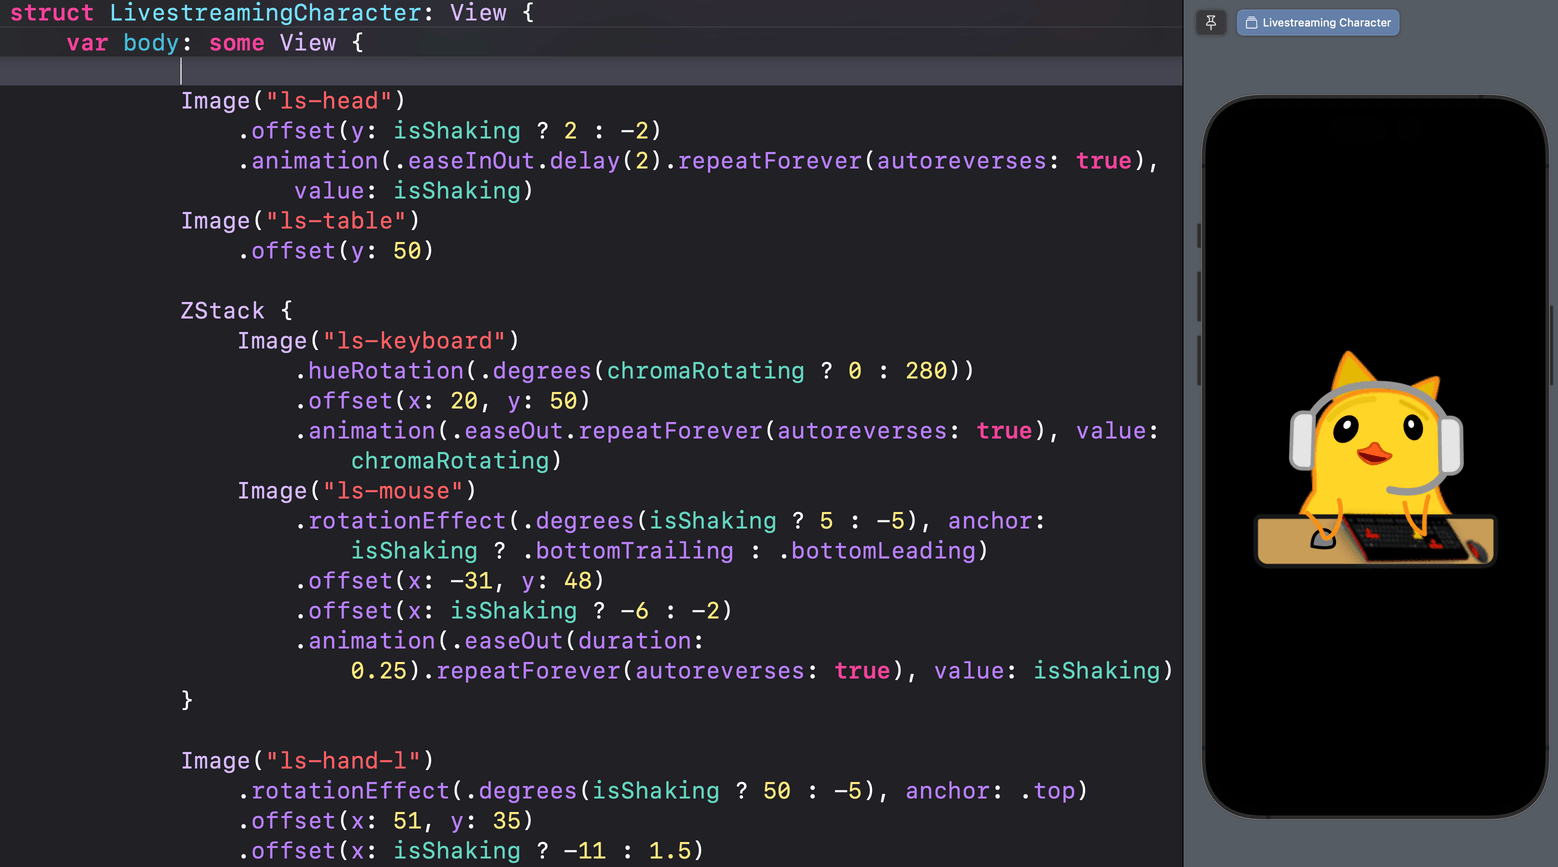 struct LivestreamingCharacter: View {
    var body: some View {
Image("ls-head")
    .offset(y: isShaking ? 2 : -2)
    .animation(.easeInOut.delay(2).repeatForever(autoreverses: true),
        value: isShaking)
Image("ls-table")
    .offset(y: 50)
ZStack {
    Image("ls-keyboard")
        .hueRotation(.degrees(chromaRotating ? 0 : 280))
        .offset(x: 20, y: 50)
        .animation(.easeOut.repeatForever(autoreverses: true), value:
            chromaRotating)
    Image("ls-mouse")
        .rotationEffect(.degrees(isShaking ? 5 : -5), anchor:
            isShaking ? .bottomTrailing : .bottomLeading)
        .offset(x: -31, y: 48)
        .offset(x: isShaking ? -6 : -2)
        .animation(.easeOut(duration:
            0.25).repeatForever(autoreverses: true), value: isShaking)
}
Image("ls-hand-l")
    .rotationEffect(.degrees(isShaking ? 50 : -5), anchor: .top)
    .offset(x: 51, y: 35)
    .offset(x: isShaking ? -11 : 1.5)
Livestreaming Character